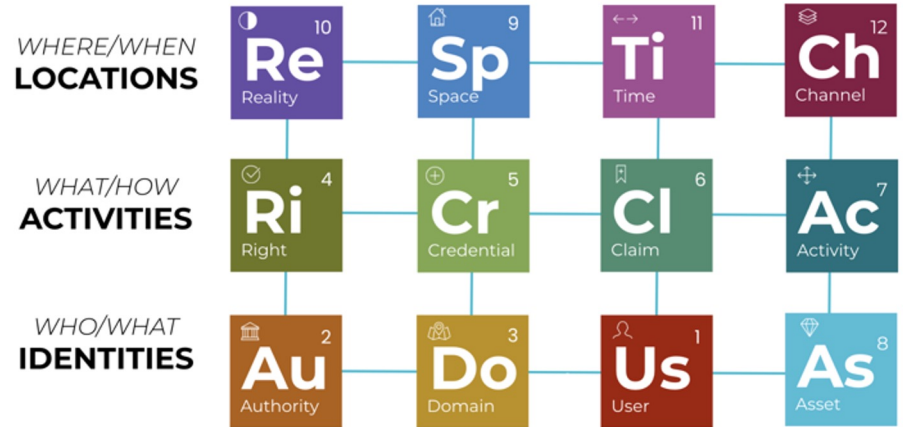 WHERE/WHEN
LOCATIONS
10
Re
Reality
9
Sp
Space
11
Ti
Time
12
Ch
Channel
WHAT/HOW
ACTIVITIES
4
Ri
Right
5
Cr
Credential
6
Cl
Claim
7
Ac
Activity
WHO/WHAT
IDENTITIES
2
Au
Authority
3
Do
Domain
1
Us
User
8
As
Asset